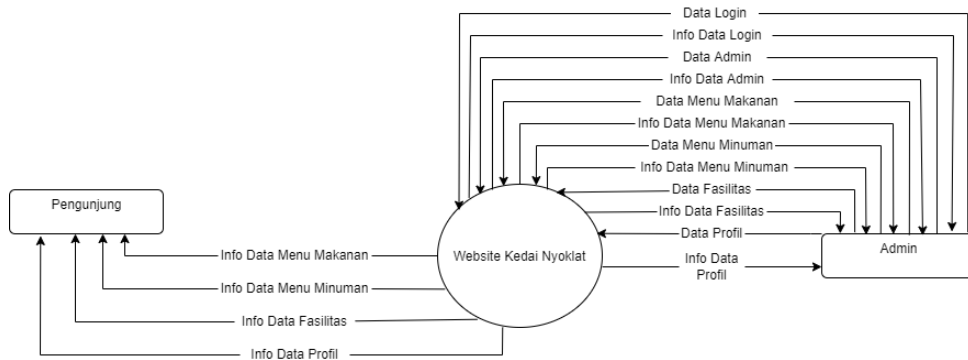 Data Login
Info Data Login
Data Admin
Info Data Admin
Data Menu Makanan
Info Data Menu Makanan
Data Menu Minuman
Info Data Menu Minuman
Data Fasilitas
Info Data Fasilitas
Data Profil
Info Data
Profil
Pengunjung
Website Kedai Nyoklat
Admin
Info Data Menu Makanan
Info Data Menu Minuman
Info Data Fasilitas
Info Data Profil